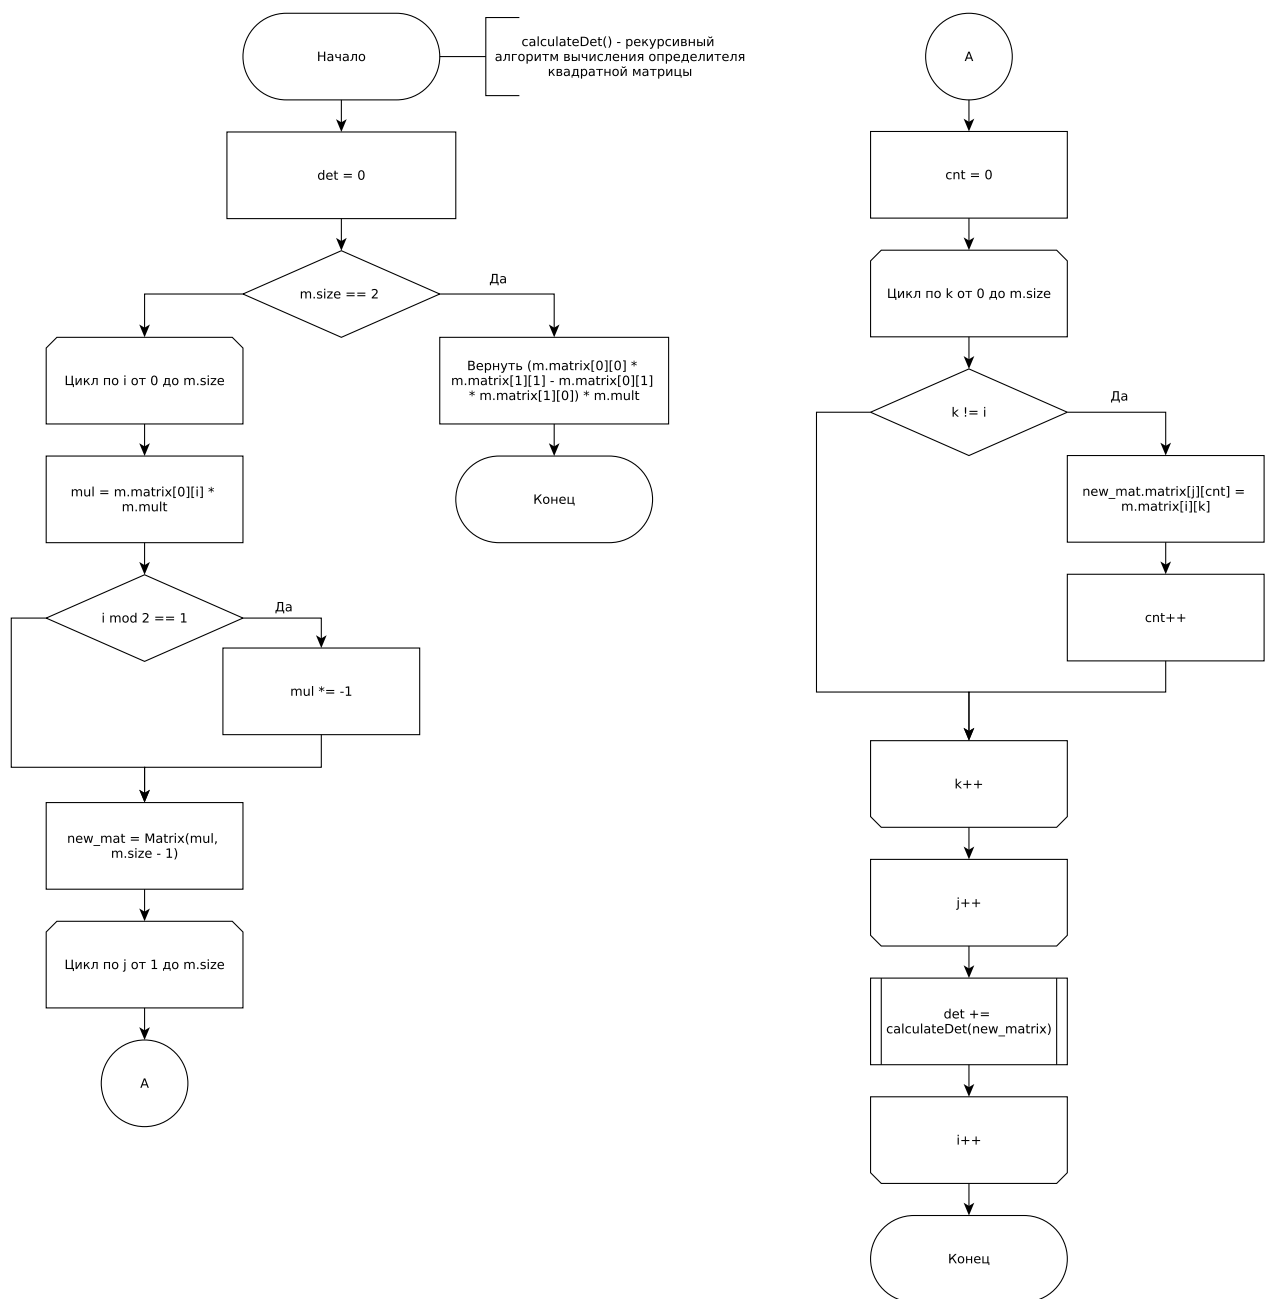 Начало
calculateDet() - рекурсивный
алгоритм вычисления определителя
квадратной матрицы
det = 0
m.size == 2
Да
Цикл по i от 0 до m.size
Вернуть (m.matrix[0][0] *
m.matrix[1][1] - m.matrix[0][1]
* m.matrix[1][0]) * m.mult
mul = m.matrix[0][i] *
m.mult
Конец
i mod 2 == 1
Да
mul *= -1
new_mat = Matrix(mul,
m.size - 1)
Цикл по j от 1 до m.size
A
A
cnt = 0
Цикл по k от 0 до m.size
k != i
Да
new_mat.matrix[j][cnt] =
m.matrix[i][k]
cnt++
k++
j++
det +=
calculateDet(new_matrix)
i++
Конец